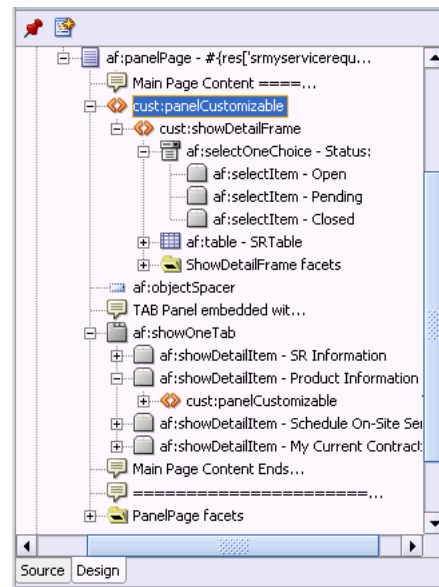 af:panelPage - #{res['srmyservicerequ...
Main Page Content ====...
cust:panelCustomizable
cust:showDetailFrame
af:selectOneChoice - Status:
af:selectItem - Open
af:selectItem - Pending
af:selectItem - Closed
af:table - SRTable
ShowDetailFrame facets
af:objectSpacer
TAB Panel embedded wit...
af:showOneTab
af:showDetailItem - SR Information
af:showDetailItem - Product Information
cust:panelCustomizable
af:showDetailItem - Schedule On-Site Ser
af:showDetailItem - My Current Contract
Main Page Content Ends...
======================...
PanelPage facets
Source Design